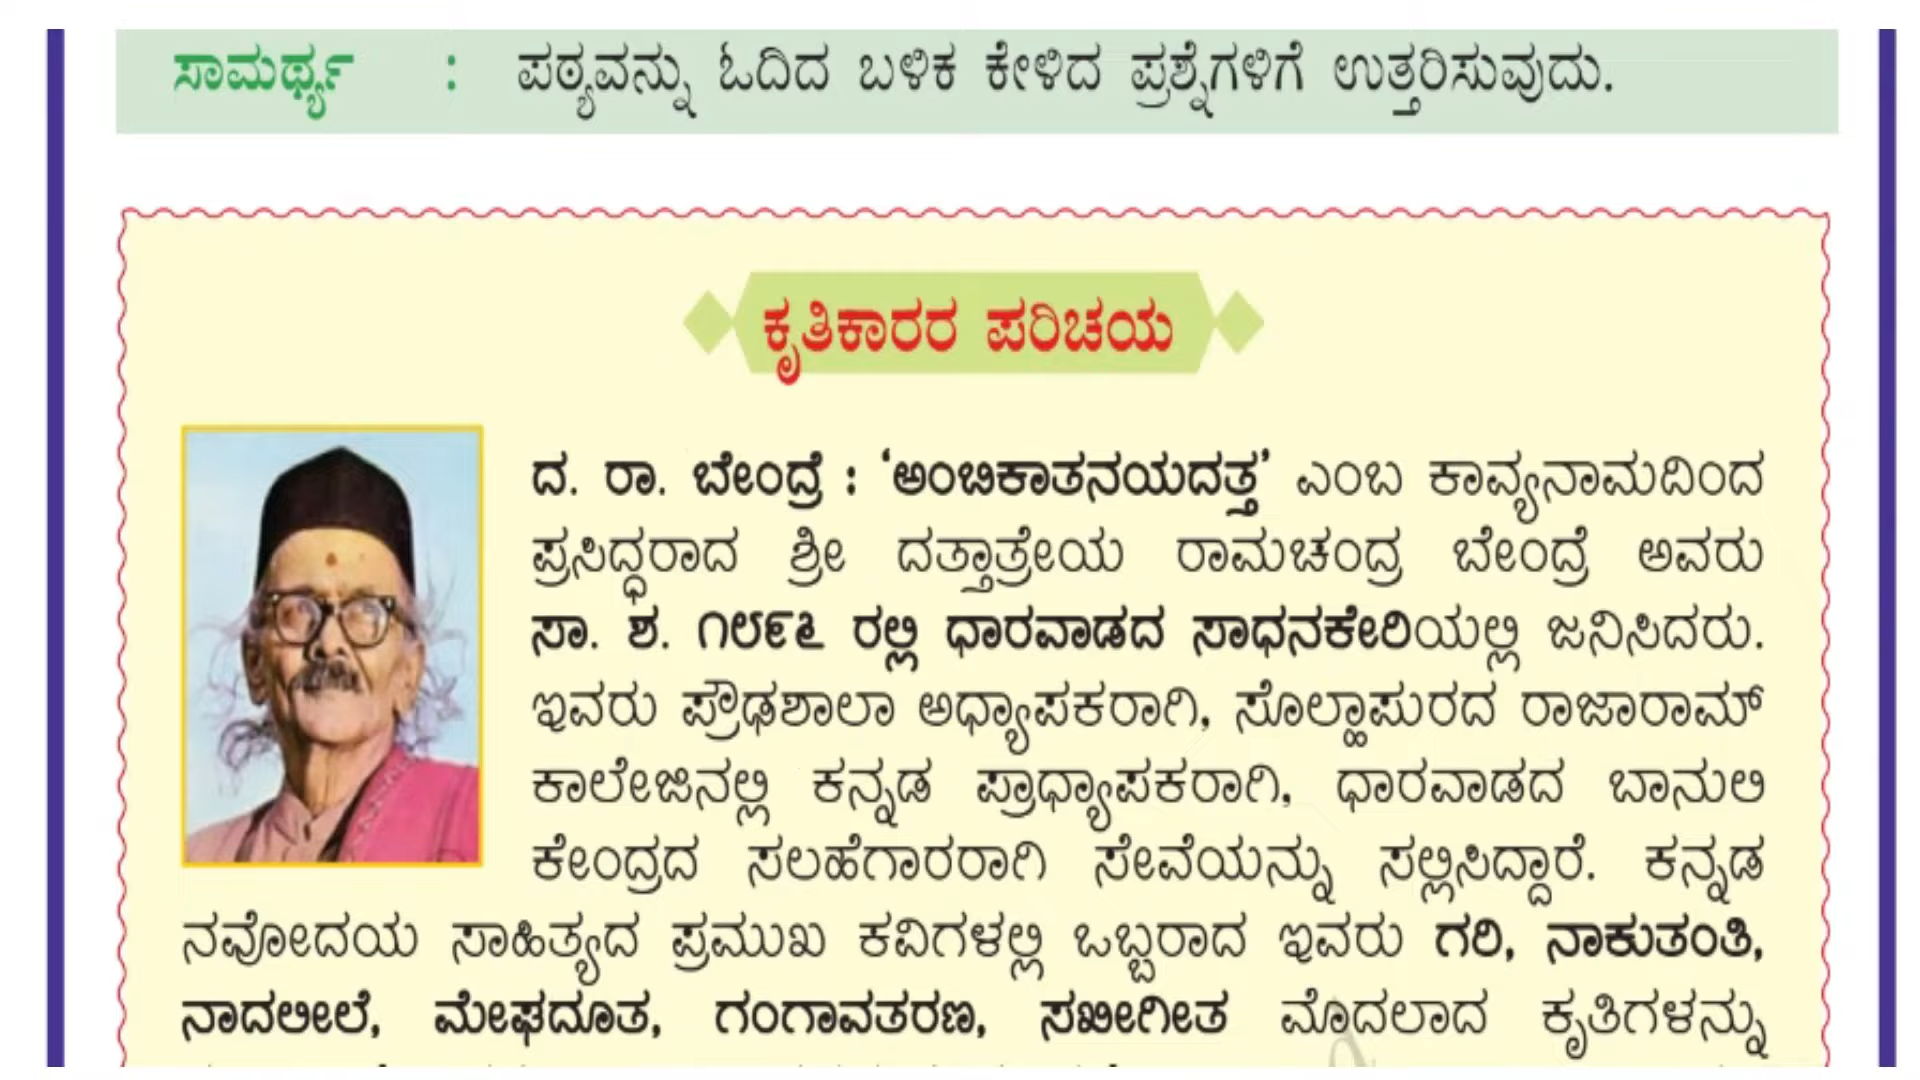 ಸಾಮರ್ಥ್ಯ : ಪಠ್ಯವನ್ನು ಓದಿದ ಬಳಿಕ ಕೇಳಿದ ಪ್ರಶ್ನೆಗಳಿಗೆ ಉತ್ತರಿಸುವುದು.
ಕೃತಿಕಾರರ ಪರಿಚಯ
ದ. ರಾ. ಬೇಂದ್ರೆ : ‘ಅಂಬಿಕಾತನಯದತ್ತ’ ಎಂಬ ಕಾವ್ಯನಾಮದಿಂದ
ಪ್ರಸಿದ್ಧರಾದ ಶ್ರೀ ದತ್ತಾತ್ರೇಯ ರಾಮಚಂದ್ರ ಬೇಂದ್ರೆ ಅವರು
ಸಾ. ಶ. ೧೮೯೬ ರಲ್ಲಿ ಧಾರವಾಡದ ಸಾಧನಕೇರಿಯಲ್ಲಿ ಜನಿಸಿದರು.
ಇವರು ಪ್ರೌಢಶಾಲಾ ಅಧ್ಯಾಪಕರಾಗಿ, ಸೊಲ್ಹಾಪುರದ ರಾಜಾರಾಮ್
ಕಾಲೇಜಿನಲ್ಲಿ ಕನ್ನಡ ಪ್ರಾಧ್ಯಾಪಕರಾಗಿ, ಧಾರವಾಡದ ಬಾನುಲಿ
ಕೇಂದ್ರದ ಸಲಹೆಗಾರರಾಗಿ ಸೇವೆಯನ್ನು ಸಲ್ಲಿಸಿದ್ದಾರೆ. ಕನ್ನಡ
ನವೋದಯ ಸಾಹಿತ್ಯದ ಪ್ರಮುಖ ಕವಿಗಳಲ್ಲಿ ಒಬ್ಬರಾದ ಇವರು ಗರಿ, ನಾಕುತಂತಿ,
ನಾದಲೀಲೆ, ಮೇಘದೂತ, ಗಂಗಾವತರಣ, ಸಖೀಗೀತ ಮೊದಲಾದ ಕೃತಿಗಳನ್ನು